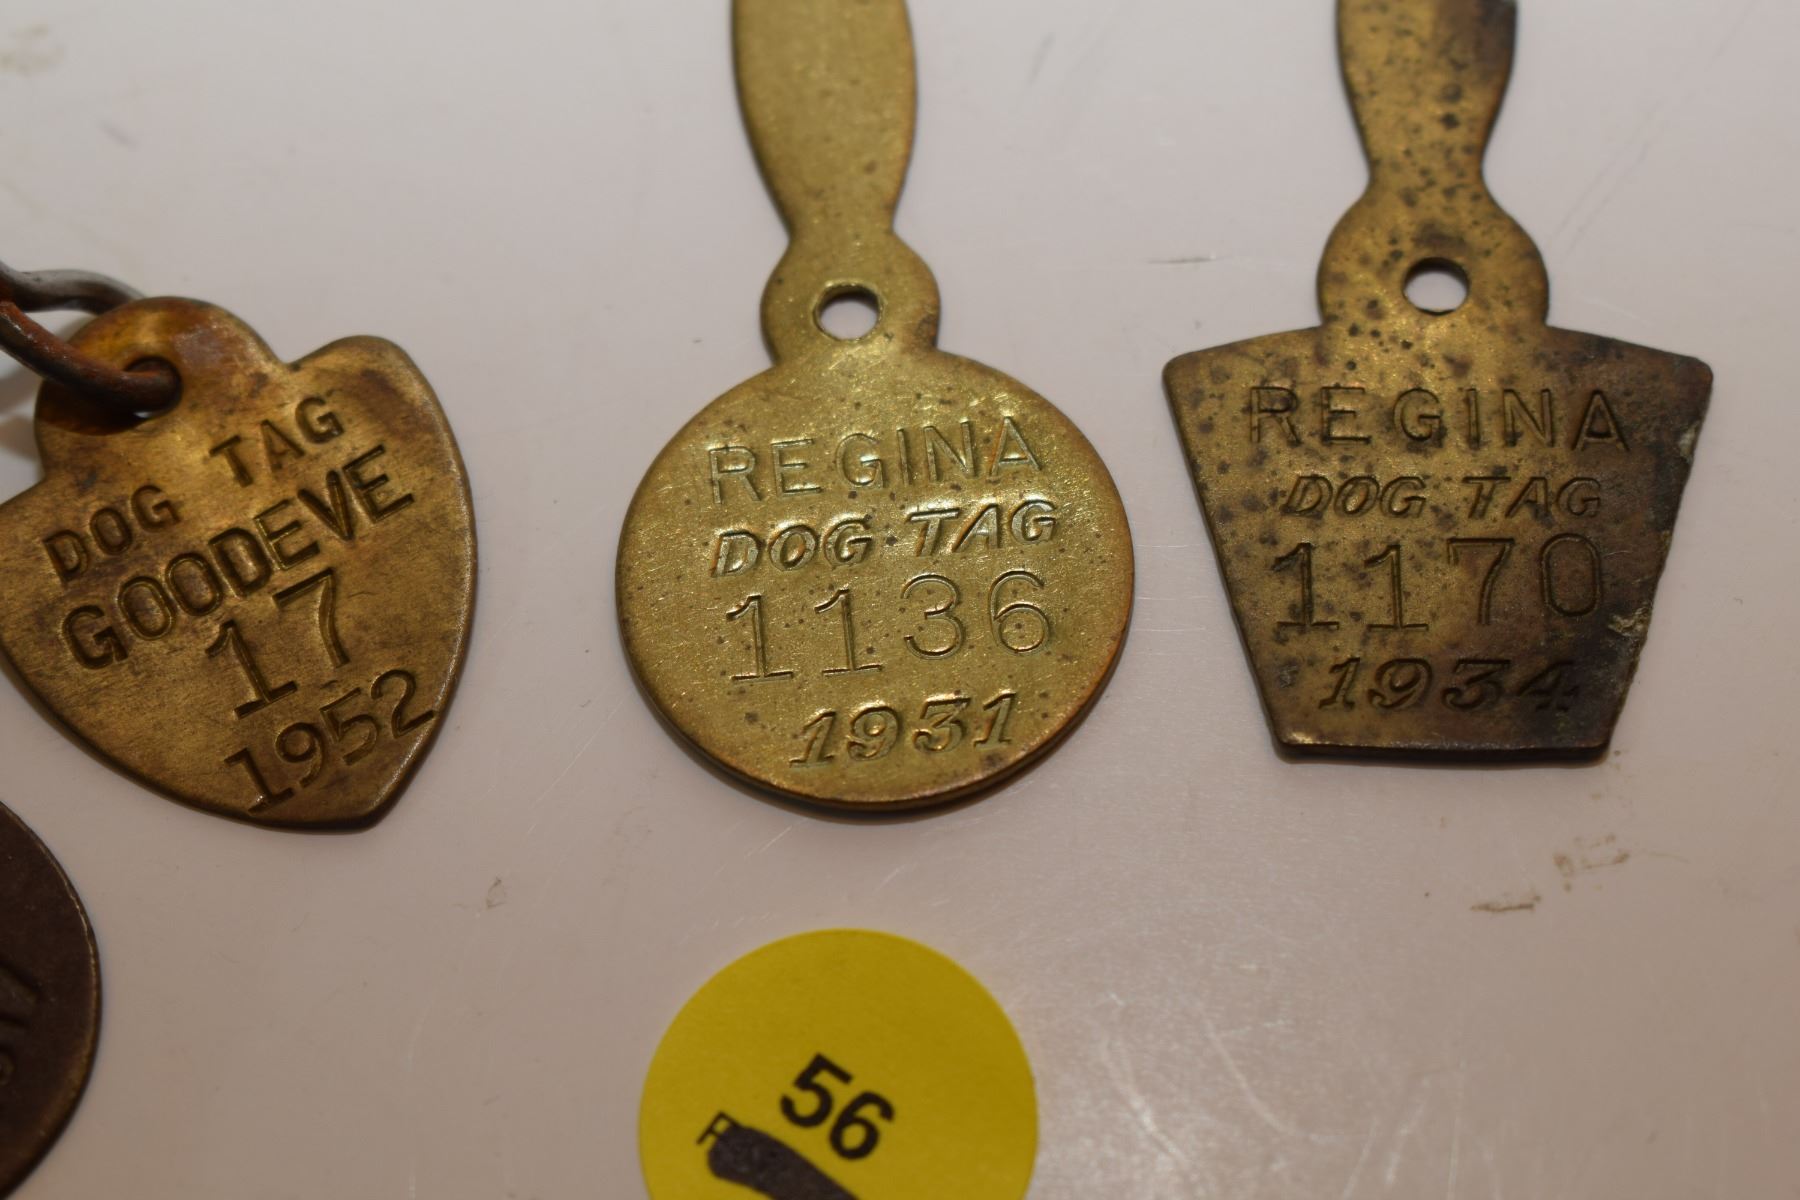 DOG TAG
GOODEVE
17
1952
REGINA
DOG TAG
1136
1931
REGINA
DOG TAG
1170
1934
56